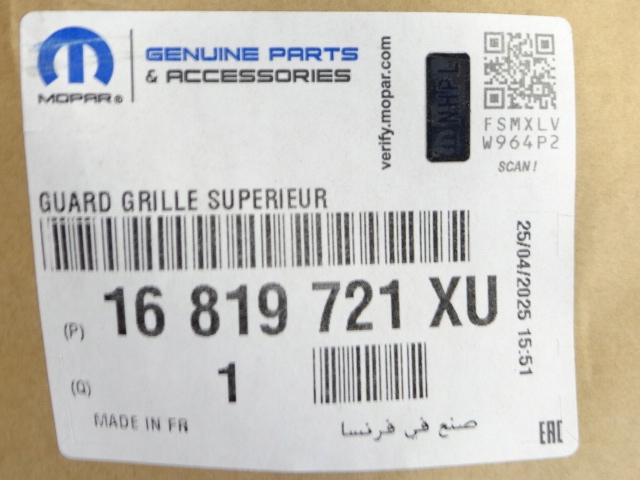 GENUINE PARTS
& ACCESSORIES
MOPAR®
verify.mopar.com
NHPL
FSMXLV
W964P2
SCAN!
GUARD GRILLE SUPERIEUR
25/04/2025 15:51
(P) 16 819 721 XU
(Q) 1
MADE IN FR
صنع في فرنسا
EAC